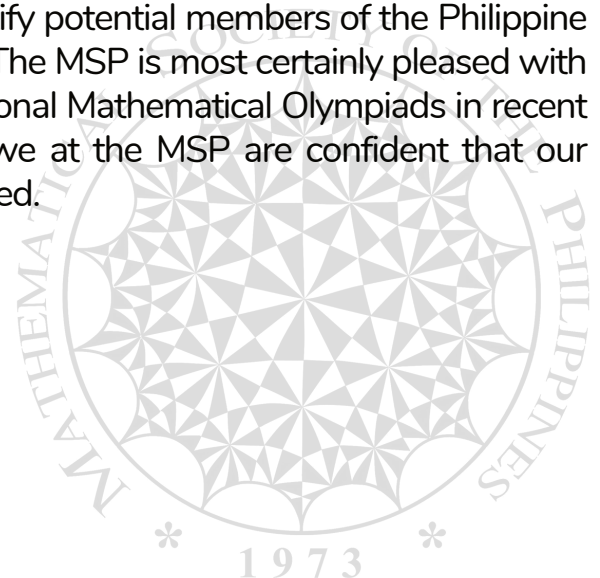 ify potential members of the Philippine
The MSP is most certainly pleased with
onal Mathematical Olympiads in recent
we at the MSP are confident that our
ed.
MATHEMATICAL SOCIETY OF THE PHILIPPINES
* 1973 *